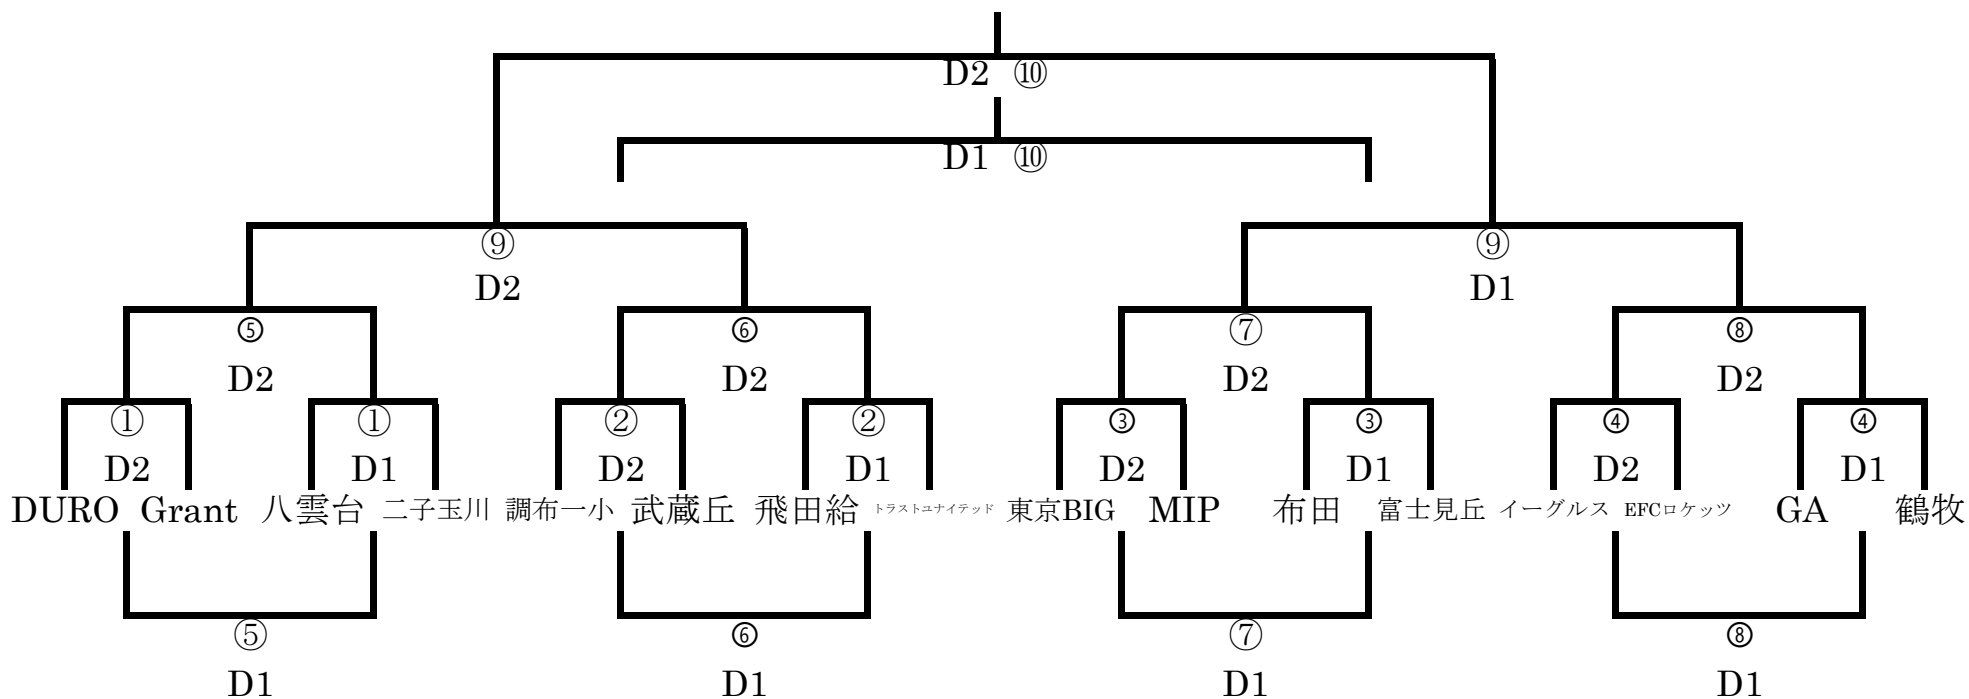 D2 ⑩
D1 ⑩
⑨ ⑨
D2 D1
⑤ ⑥ ⑦ ⑧
D2 D2 D2 D2
① ① ② ② ③ ③ ④ ④
D2 D1 D2 D1 D2 D1 D2 D1
DURO Grant 八雲台 二子玉川 調布一小 武蔵丘 飛田給 トラストユナイテッド 東京BIG MIP 布田 富士見丘 イーグルス EFCロケッツ GA 鶴牧
⑤ ⑥ ⑦ ⑧
D1 D1 D1 D1